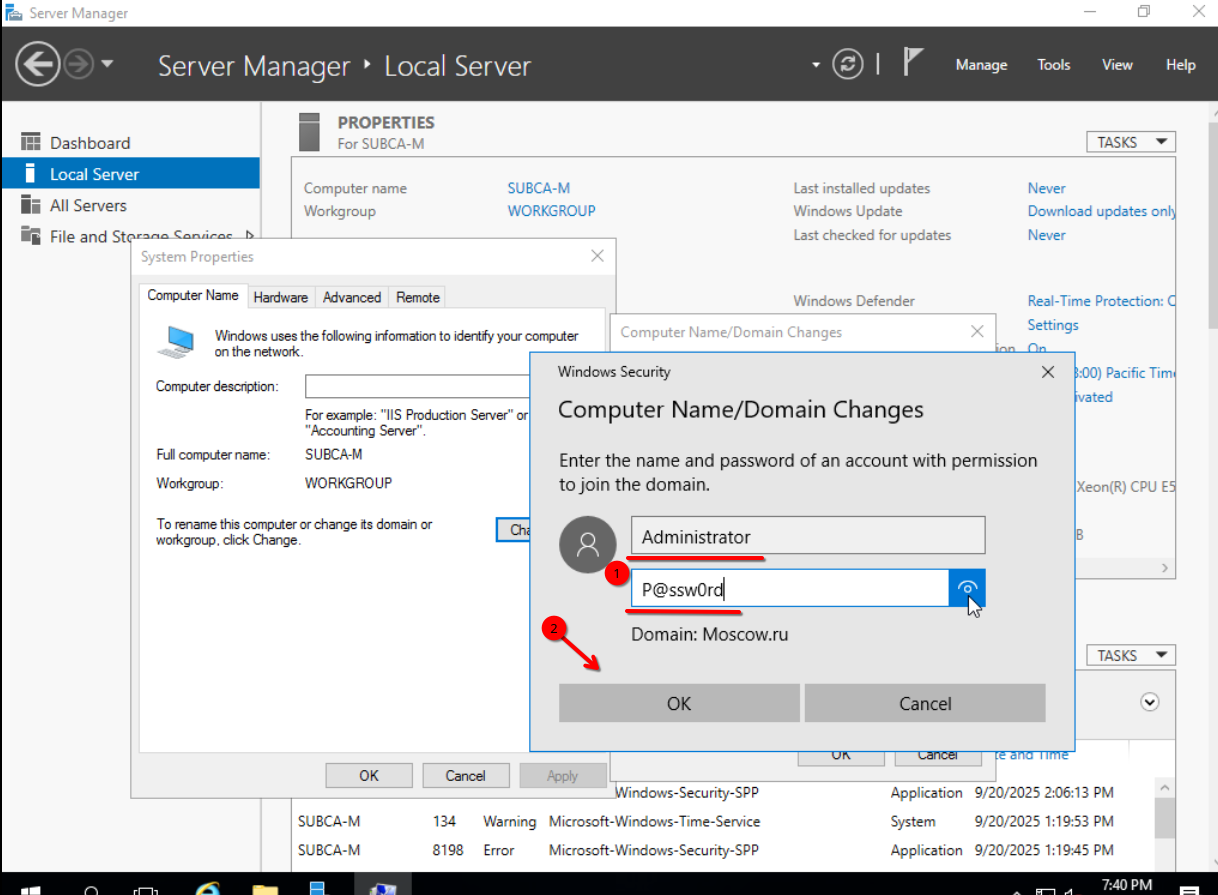 Server Manager
Server Manager • Local Server
Manage Tools View Help
Dashboard
Local Server
All Servers
File and Storage Services
PROPERTIES
For SUBCA-M
TASKS
Computer name SUBCA-M
Workgroup WORKGROUP
Last installed updates Never
Windows Update Download updates only
Last checked for updates Never
Windows Defender Real-Time Protection: O
Settings
On
:00) Pacific Time
ivated
Xeon(R) CPU E5
B
System Properties
Computer Name Hardware Advanced Remote
Windows uses the following information to identify your computer
on the network.
Computer description:
For example: "IIS Production Server" or
"Accounting Server".
Full computer name: SUBCA-M
Workgroup: WORKGROUP
To rename this computer or change its domain or
workgroup, click Change.
Cha
OK Cancel Apply
Computer Name/Domain Changes
OK Cancel
Windows Security
Computer Name/Domain Changes
Enter the name and password of an account with permission
to join the domain.
Administrator
1
P@ssw0rd
Domain: Moscow.ru
2
OK Cancel
TASKS
te and Time
Windows-Security-SPP Application 9/20/2025 2:06:13 PM
SUBCA-M 134 Warning Microsoft-Windows-Time-Service System 9/20/2025 1:19:53 PM
SUBCA-M 8198 Error Microsoft-Windows-Security-SPP Application 9/20/2025 1:19:45 PM
7:40 PM